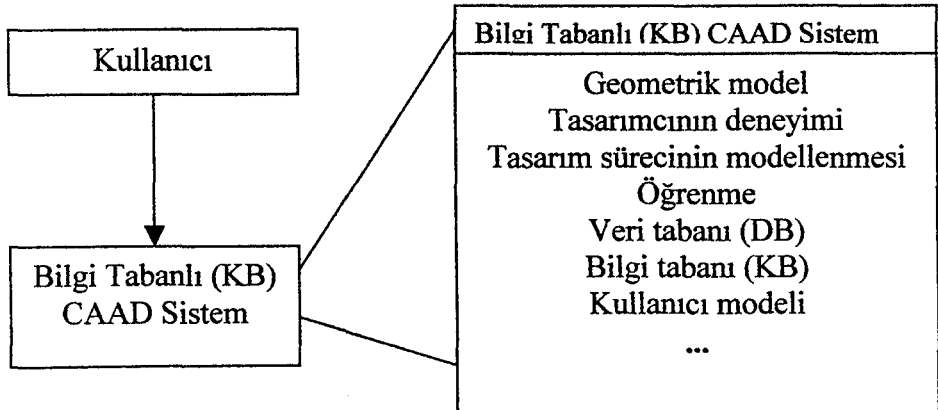 Kullanıcı
Bilgi Tabanlı (KB)
CAAD Sistem
Bilgi Tabanlı (KB) CAAD Sistem
Geometrik model
Tasarımcının deneyimi
Tasarım sürecinin modellenmesi
Öğrenme
Veri tabanı (DB)
Bilgi tabanı (KB)
Kullanıcı modeli
...